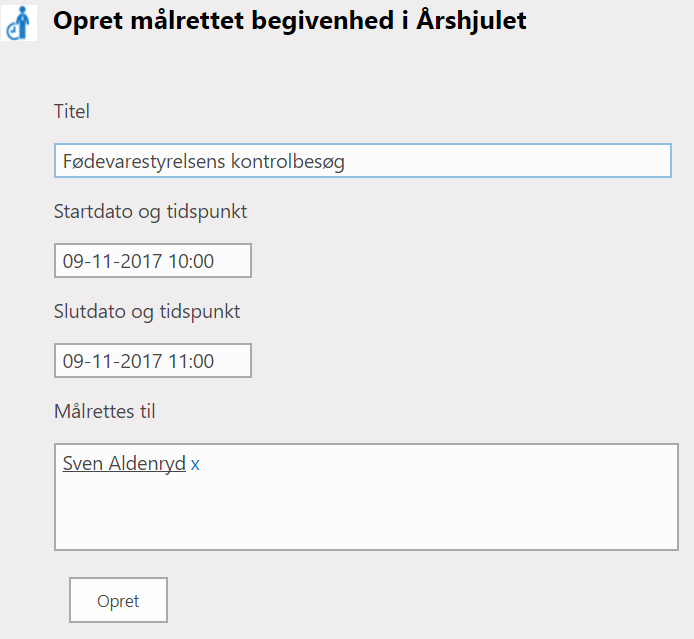 Opret målrettet begivenhed i Årshjulet
Titel
Fødevarestyrelsens kontrolbesøg
Startdato og tidspunkt
09-11-2017 10:00
Slutdato og tidspunkt
09-11-2017 11:00
Målrettes til
Sven Aldenryd x
Opret